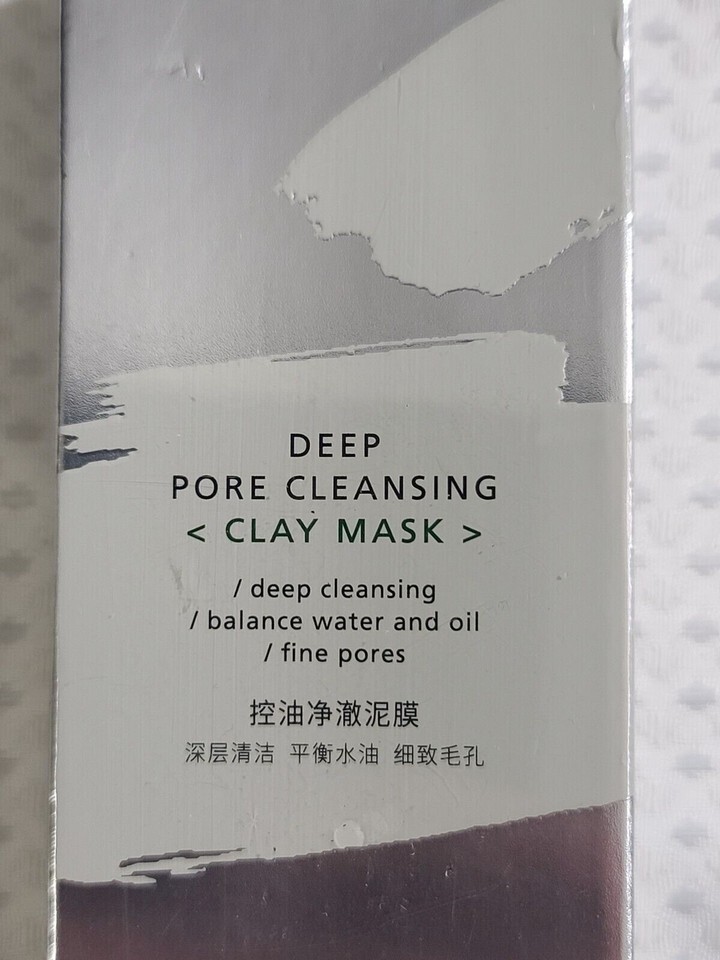 DEEP
PORE CLEANSING
< CLAY MASK >
/ deep cleansing
/ balance water and oil
/ fine pores
控油净澈泥膜
深层清洁 平衡水油 细致毛孔